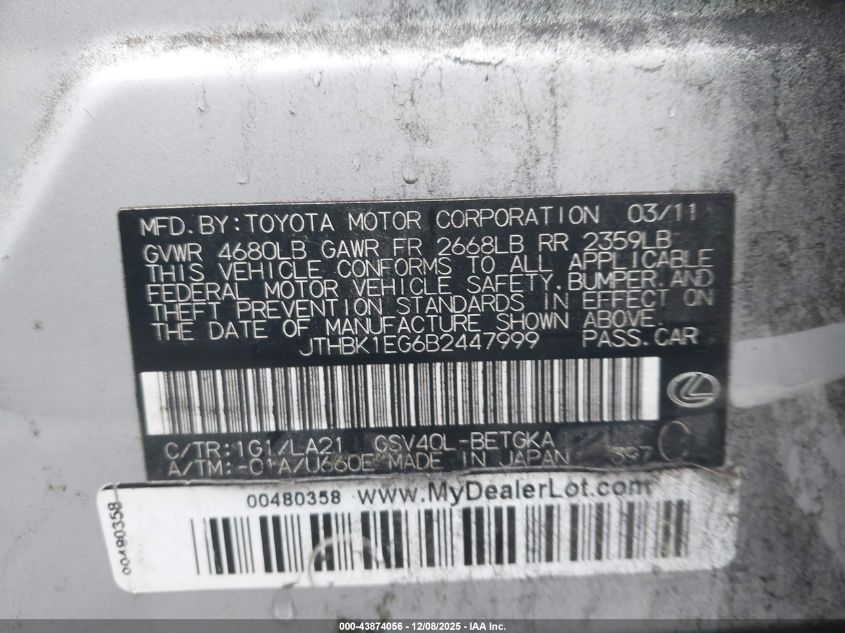 MFD.BY:TOYOTA MOTOR CORPORATION 03/11
GVWR 4680LB GAWR FR 2668LB RR 2359LB
THIS VEHICLE CONFORMS TO ALL APPLICABLE
FEDERAL MOTOR VEHICLE SAFETY.BUMPER.AND
THEFT PREVENTION STANDARDS IN EFFECT ON
THE DATE OF MANUFACTURE SHOWN ABOVE.
JTHBK1EG6B2447999 PASS.CAR
C/TR:1G1/LA21 GSV40L-BETGKA
A/TM:-01A/U660E MADE IN JAPAN 397 C
00480358 www.MyDealerLot.com
00480358
000-43874056 - 12/08/2025 - IAA Inc.